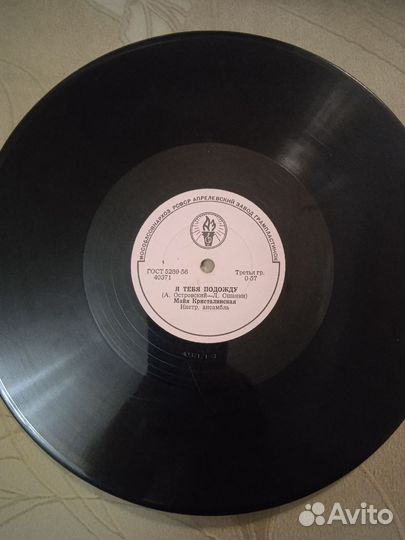 МОСОБЛСОВНАРХОЗ РСФСР АПРЕЛЕВСКИЙ ЗАВОД ГРАМПЛАСТИНОК
ГОСТ 5289-56 Третья гр.
40371 0-57
Я ТЕБЯ ПОДОЖДУ
(А. Островский—Л. Ошанин)
Майя Кристалинская
Инстр. ансамбль
Avito